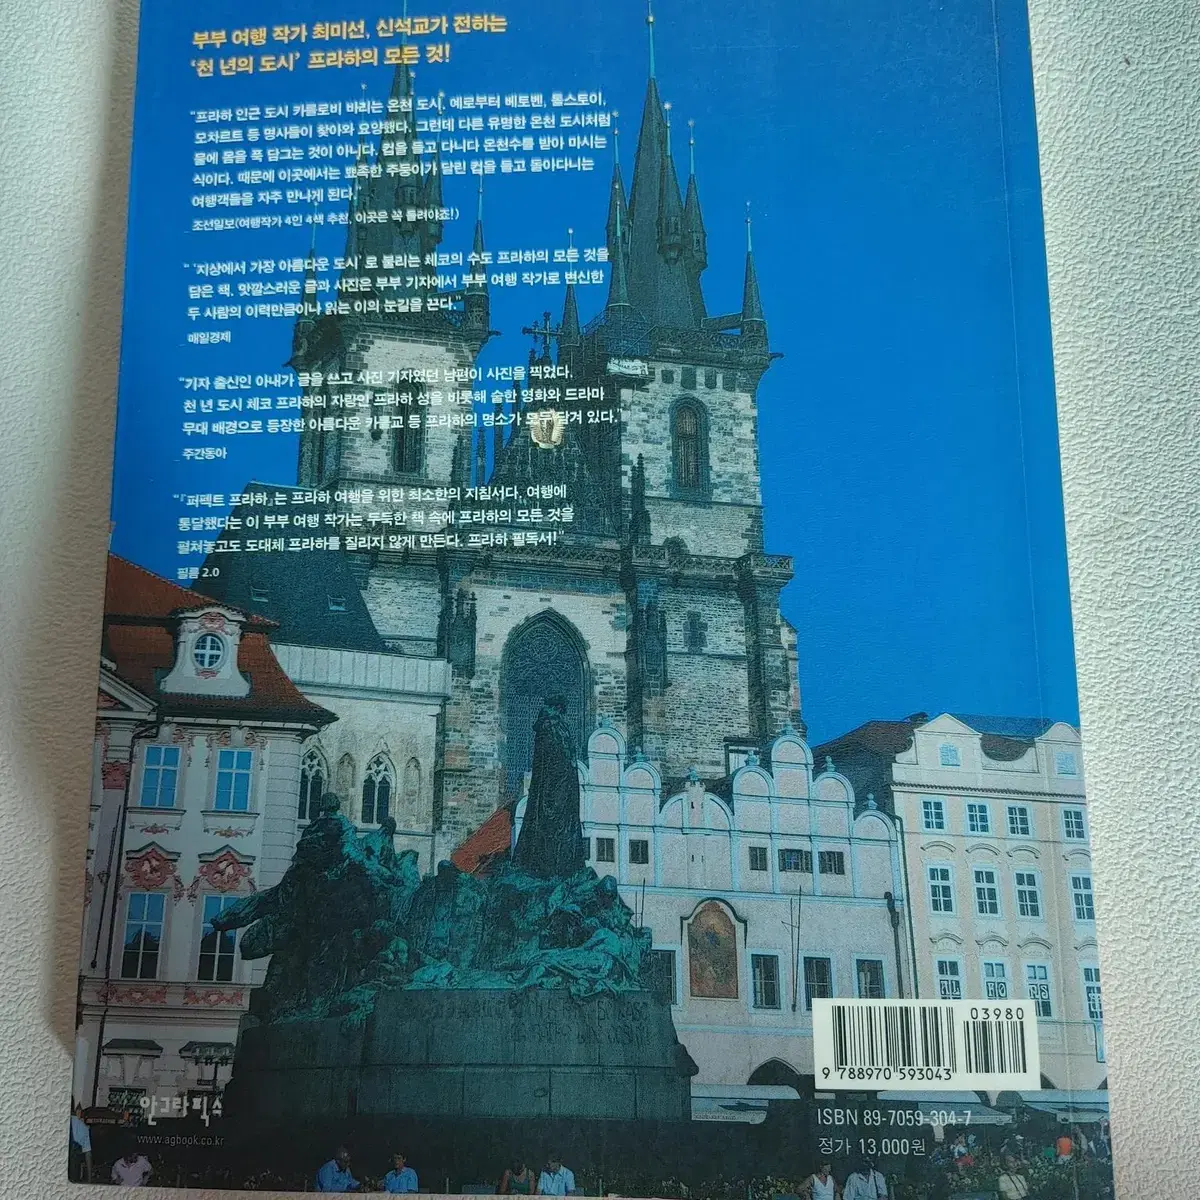 부부 여행 작가 최미선, 신석교가 전하는
‘천 년의 도시’ 프라하의 모든 것!
“프라하 인근 도시 카를로비 바리는 온천 도시. 예로부터 베토벤, 톨스토이,
모차르트 등 명사들이 찾아와 요양했다. 그런데 다른 유명한 온천 도시처럼
물에 몸을 푹 담그는 것이 아니다. 컵을 들고 다니다 온천수를 받아 마시는
식이다. 때문에 이곳에서는 뾰족한 주둥이가 달린 컵을 들고 돌아다니는
여행객들을 자주 만나게 된다.”
_조선일보(여행작가 4인 4색 추천, 이곳은 꼭 들려야죠!)
“‘지상에서 가장 아름다운 도시’로 불리는 체코의 수도 프라하의 모든 것을
담은 책. 맛깔스러운 글과 사진은 부부 기자에서 부부 여행 작가로 변신한
두 사람의 이력만큼이나 읽는 이의 눈길을 끈다.”
_매일경제
“기자 출신인 아내가 글을 쓰고 사진 기자였던 남편이 사진을 찍었다.
천 년 도시 체코 프라하의 자랑인 프라하 성을 비롯해 숱한 영화와 드라마
무대 배경으로 등장한 아름다운 카를교 등 프라하의 명소가 모두 담겨 있다.”
_주간동아
“『퍼펙트 프라하』는 프라하 여행을 위한 최소한의 지침서다. 여행에
통달했다는 이 부부 여행 작가는 두둑한 책 속에 프라하의 모든 것을
펼쳐놓고도 도대체 프라하를 질리지 않게 만든다. 프라하 필독서!”
_필름 2.0
03980
9 788970 593043
ISBN 89-7059-304-7
정가 13,000원
안그라픽스
www.agbook.co.kr